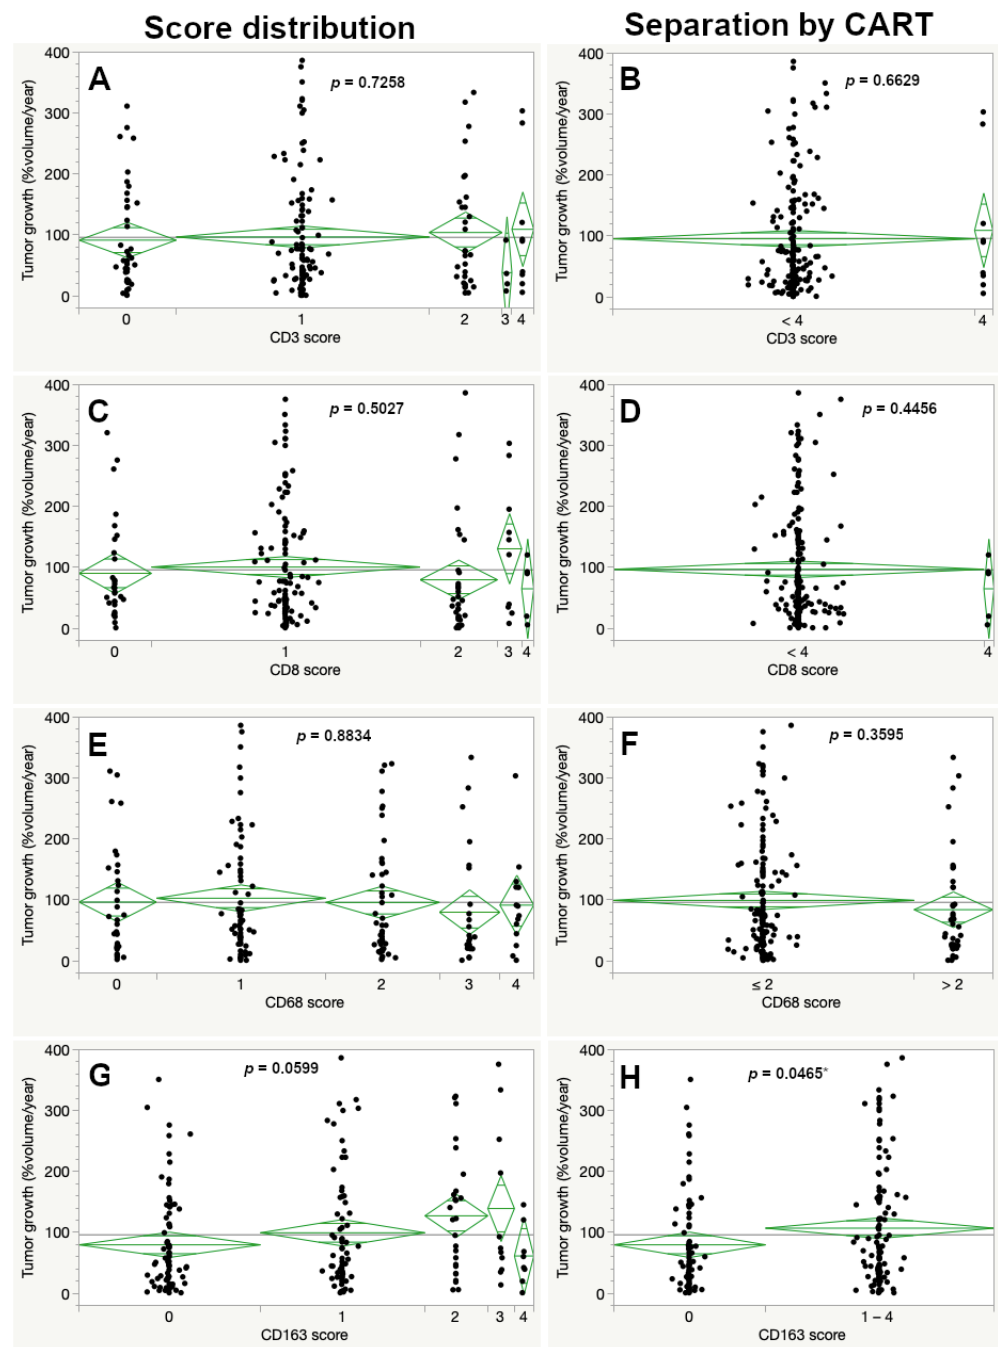 Score distribution
Separation by CART
A
p = 0.7258
Tumor growth (%volume/year)
400
300
200
100
0
0 1 2 3 4
CD3 score
B
p = 0.6629
Tumor growth (%volume/year)
400
300
200
100
0
< 4 4
CD3 score
C
p = 0.5027
Tumor growth (%volume/year)
400
300
200
100
0
0 1 2 3 4
CD8 score
D
p = 0.4456
Tumor growth (%volume/year)
400
300
200
100
0
< 4 4
CD8 score
E
p = 0.8834
Tumor growth (%volume/year)
400
300
200
100
0
0 1 2 3 4
CD68 score
F
p = 0.3595
Tumor growth (%volume/year)
400
300
200
100
0
≤ 2 > 2
CD68 score
G
p = 0.0599
Tumor growth (%volume/year)
400
300
200
100
0
0 1 2 3 4
CD163 score
H
p = 0.0465*
Tumor growth (%volume/year)
400
300
200
100
0
0 1 – 4
CD163 score